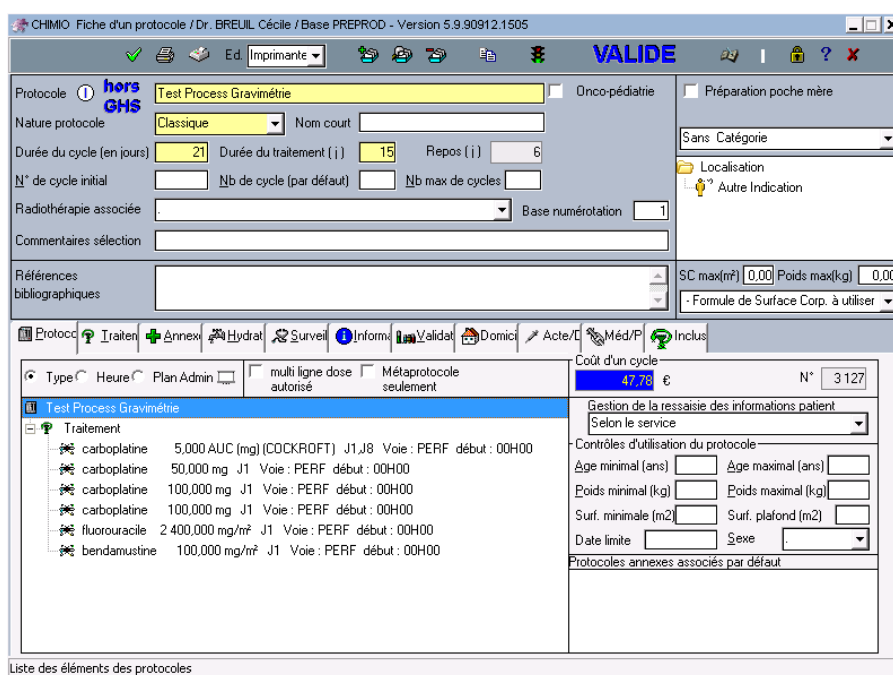 CHIMIO Fiche d'un protocole / Dr. BREUIL Cécile / Base PREPROD - Version 5.9.90912.1505
Ed. Imprimante VALIDE ? X
Protocole I hors GHS Test Process Gravimétrie Onco-pédiatrie Préparation poche mère
Nature protocole Classique Nom court
Sans Catégorie
Durée du cycle (en jours) 21 Durée du traitement ( j ) 15 Repos ( j ) 6
Localisation
N° de cycle initial Nb de cycle (par défaut) Nb max de cycles
Autre Indication
Radiothérapie associée . Base numérotation 1
Commentaires sélection
Références bibliographiques
SC max(m²) 0,00 Poids max(kg) 0,00
- Formule de Surface Corp. à utiliser
Protocc Traiten Annexe Hydrat Surveil Informa Validat Domici Acte/D Méd/P Inclus
Type Heure Plan Admin multi ligne dose autorisé Métaprotocole seulement
Coût d'un cycle
47,78 € N° 3 127
Test Process Gravimétrie
Gestion de la ressaisie des informations patient
Selon le service
Traitement
carboplatine 5,000 AUC (mg) (COCKROFT) J1,J8 Voie : PERF début : 00H00
Contrôles d'utilisation du protocole
carboplatine 50,000 mg J1 Voie : PERF début : 00H00
Age minimal (ans) Age maximal (ans)
carboplatine 100,000 mg J1 Voie : PERF début : 00H00
Poids minimal (kg) Poids maximal (kg)
carboplatine 100,000 mg J1 Voie : PERF début : 00H00
Surf. minimale (m2) Surf. plafond (m2)
fluorouracile 2 400,000 mg/m² J1 Voie : PERF début : 00H00
Date limite Sexe .
bendamustine 100,000 mg/m² J1 Voie : PERF début : 00H00
Protocoles annexes associés par défaut
Liste des éléments des protocoles